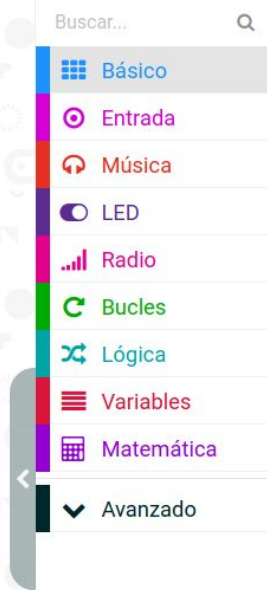 Buscar...
Básico
Entrada
Música
LED
Radio
Bucles
Lógica
Variables
Matemática
Avanzado